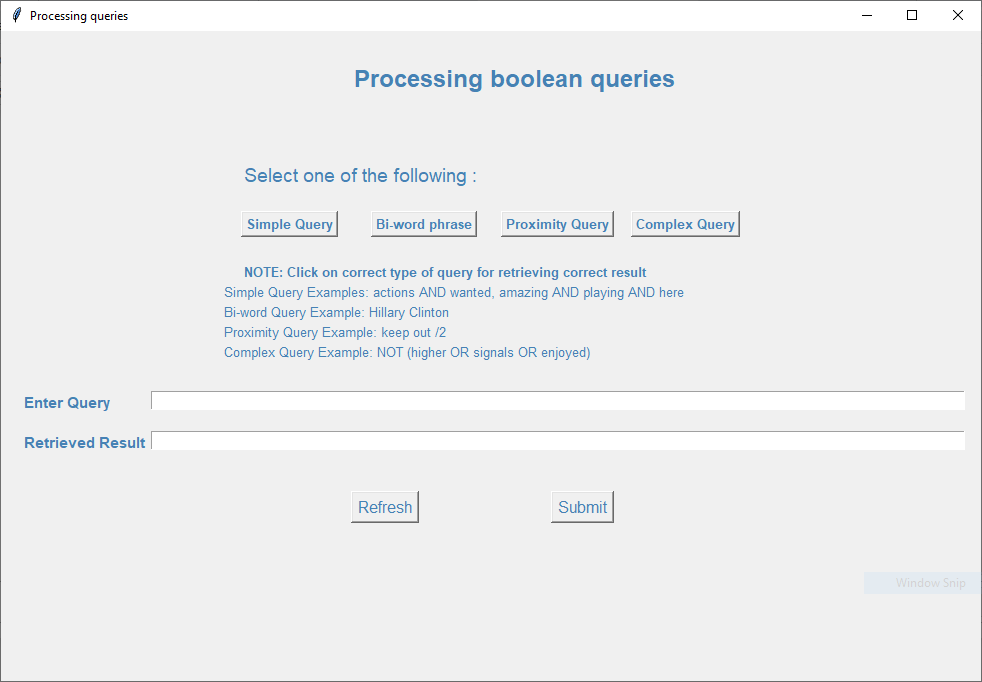 Processing queries
Processing boolean queries
Select one of the following :
Simple Query Bi-word phrase Proximity Query Complex Query
NOTE: Click on correct type of query for retrieving correct result
Simple Query Examples: actions AND wanted, amazing AND playing AND here
Bi-word Query Example: Hillary Clinton
Proximity Query Example: keep out /2
Complex Query Example: NOT (higher OR signals OR enjoyed)
Enter Query
Retrieved Result
Refresh Submit
Window Snip